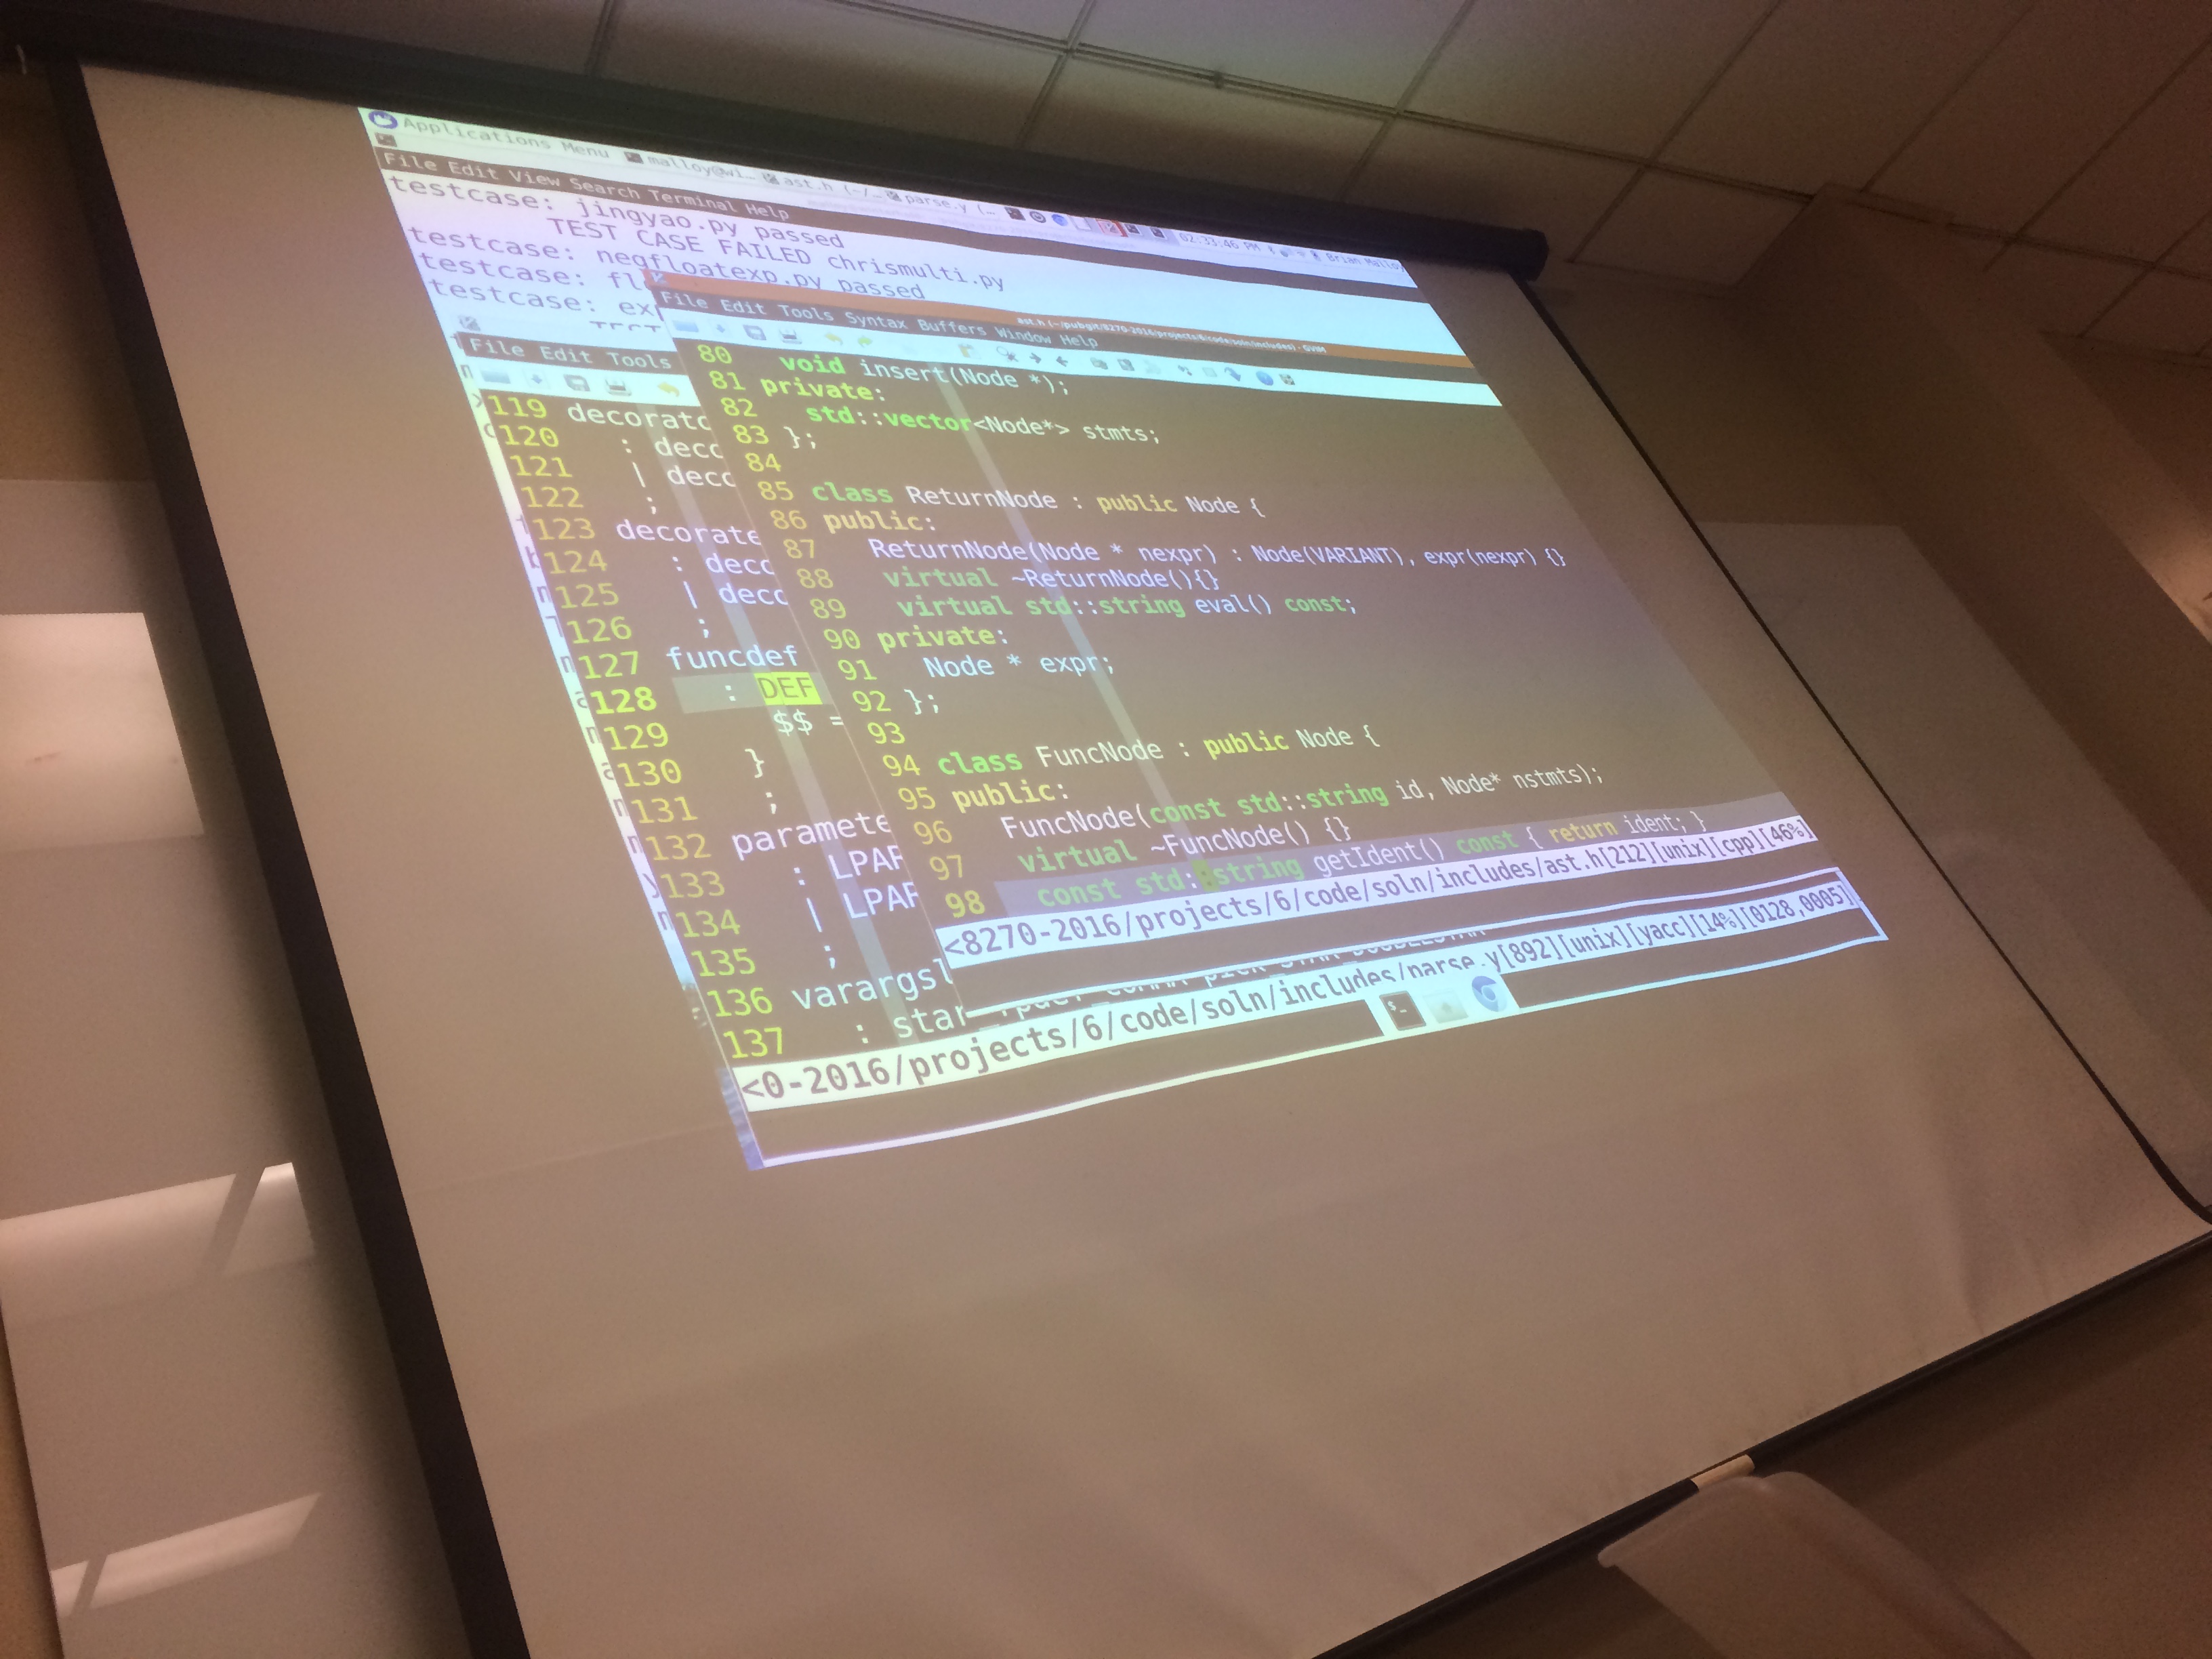 Applications Menu malloy@wi... ast.h (~/... parse.y (... 02:33:46 PM Brian Malloy
File Edit View Search Terminal Help
testcase: jingyao.py passed
TEST CASE FAILED chrismulti.py
testcase: negfloatexp.py passed
testcase: fl
testcase: exp
ast.h (~/pubgit/8270-2016/projects/6/code/soln/includes) - GVIM
File Edit Tools Syntax Buffers Window Help
80 void insert(Node *);
81 private:
82 std::vector<Node*> stmts;
83 };
84
85 class ReturnNode : public Node {
86 public:
87 ReturnNode(Node * nexpr) : Node(VARIANT), expr(nexpr) {}
88 virtual ~ReturnNode(){}
89 virtual std::string eval() const;
90 private:
91 Node * expr;
92 };
93
94 class FuncNode : public Node {
95 public:
96 FuncNode(const std::string id, Node* nstmts);
97 virtual ~FuncNode() {}
98 const std::string getIdent() const { return ident; }
<8270-2016/projects/6/code/soln/includes/ast.h[212][unix][cpp][46%]
File Edit Tools
119 decorato
120 : deco
121 | deco
122 ;
123 decorate
124 : deco
125 | deco
126 ;
127 funcdef
128 : DEF
129 $$ =
130 }
131 ;
132 paramete
133 : LPAR
134 | LPAR
135 ;
136 varargsl
137 : star
<0-2016/projects/6/code/soln/includes/parse.y[892][unix][yacc][14%][0128,0005]